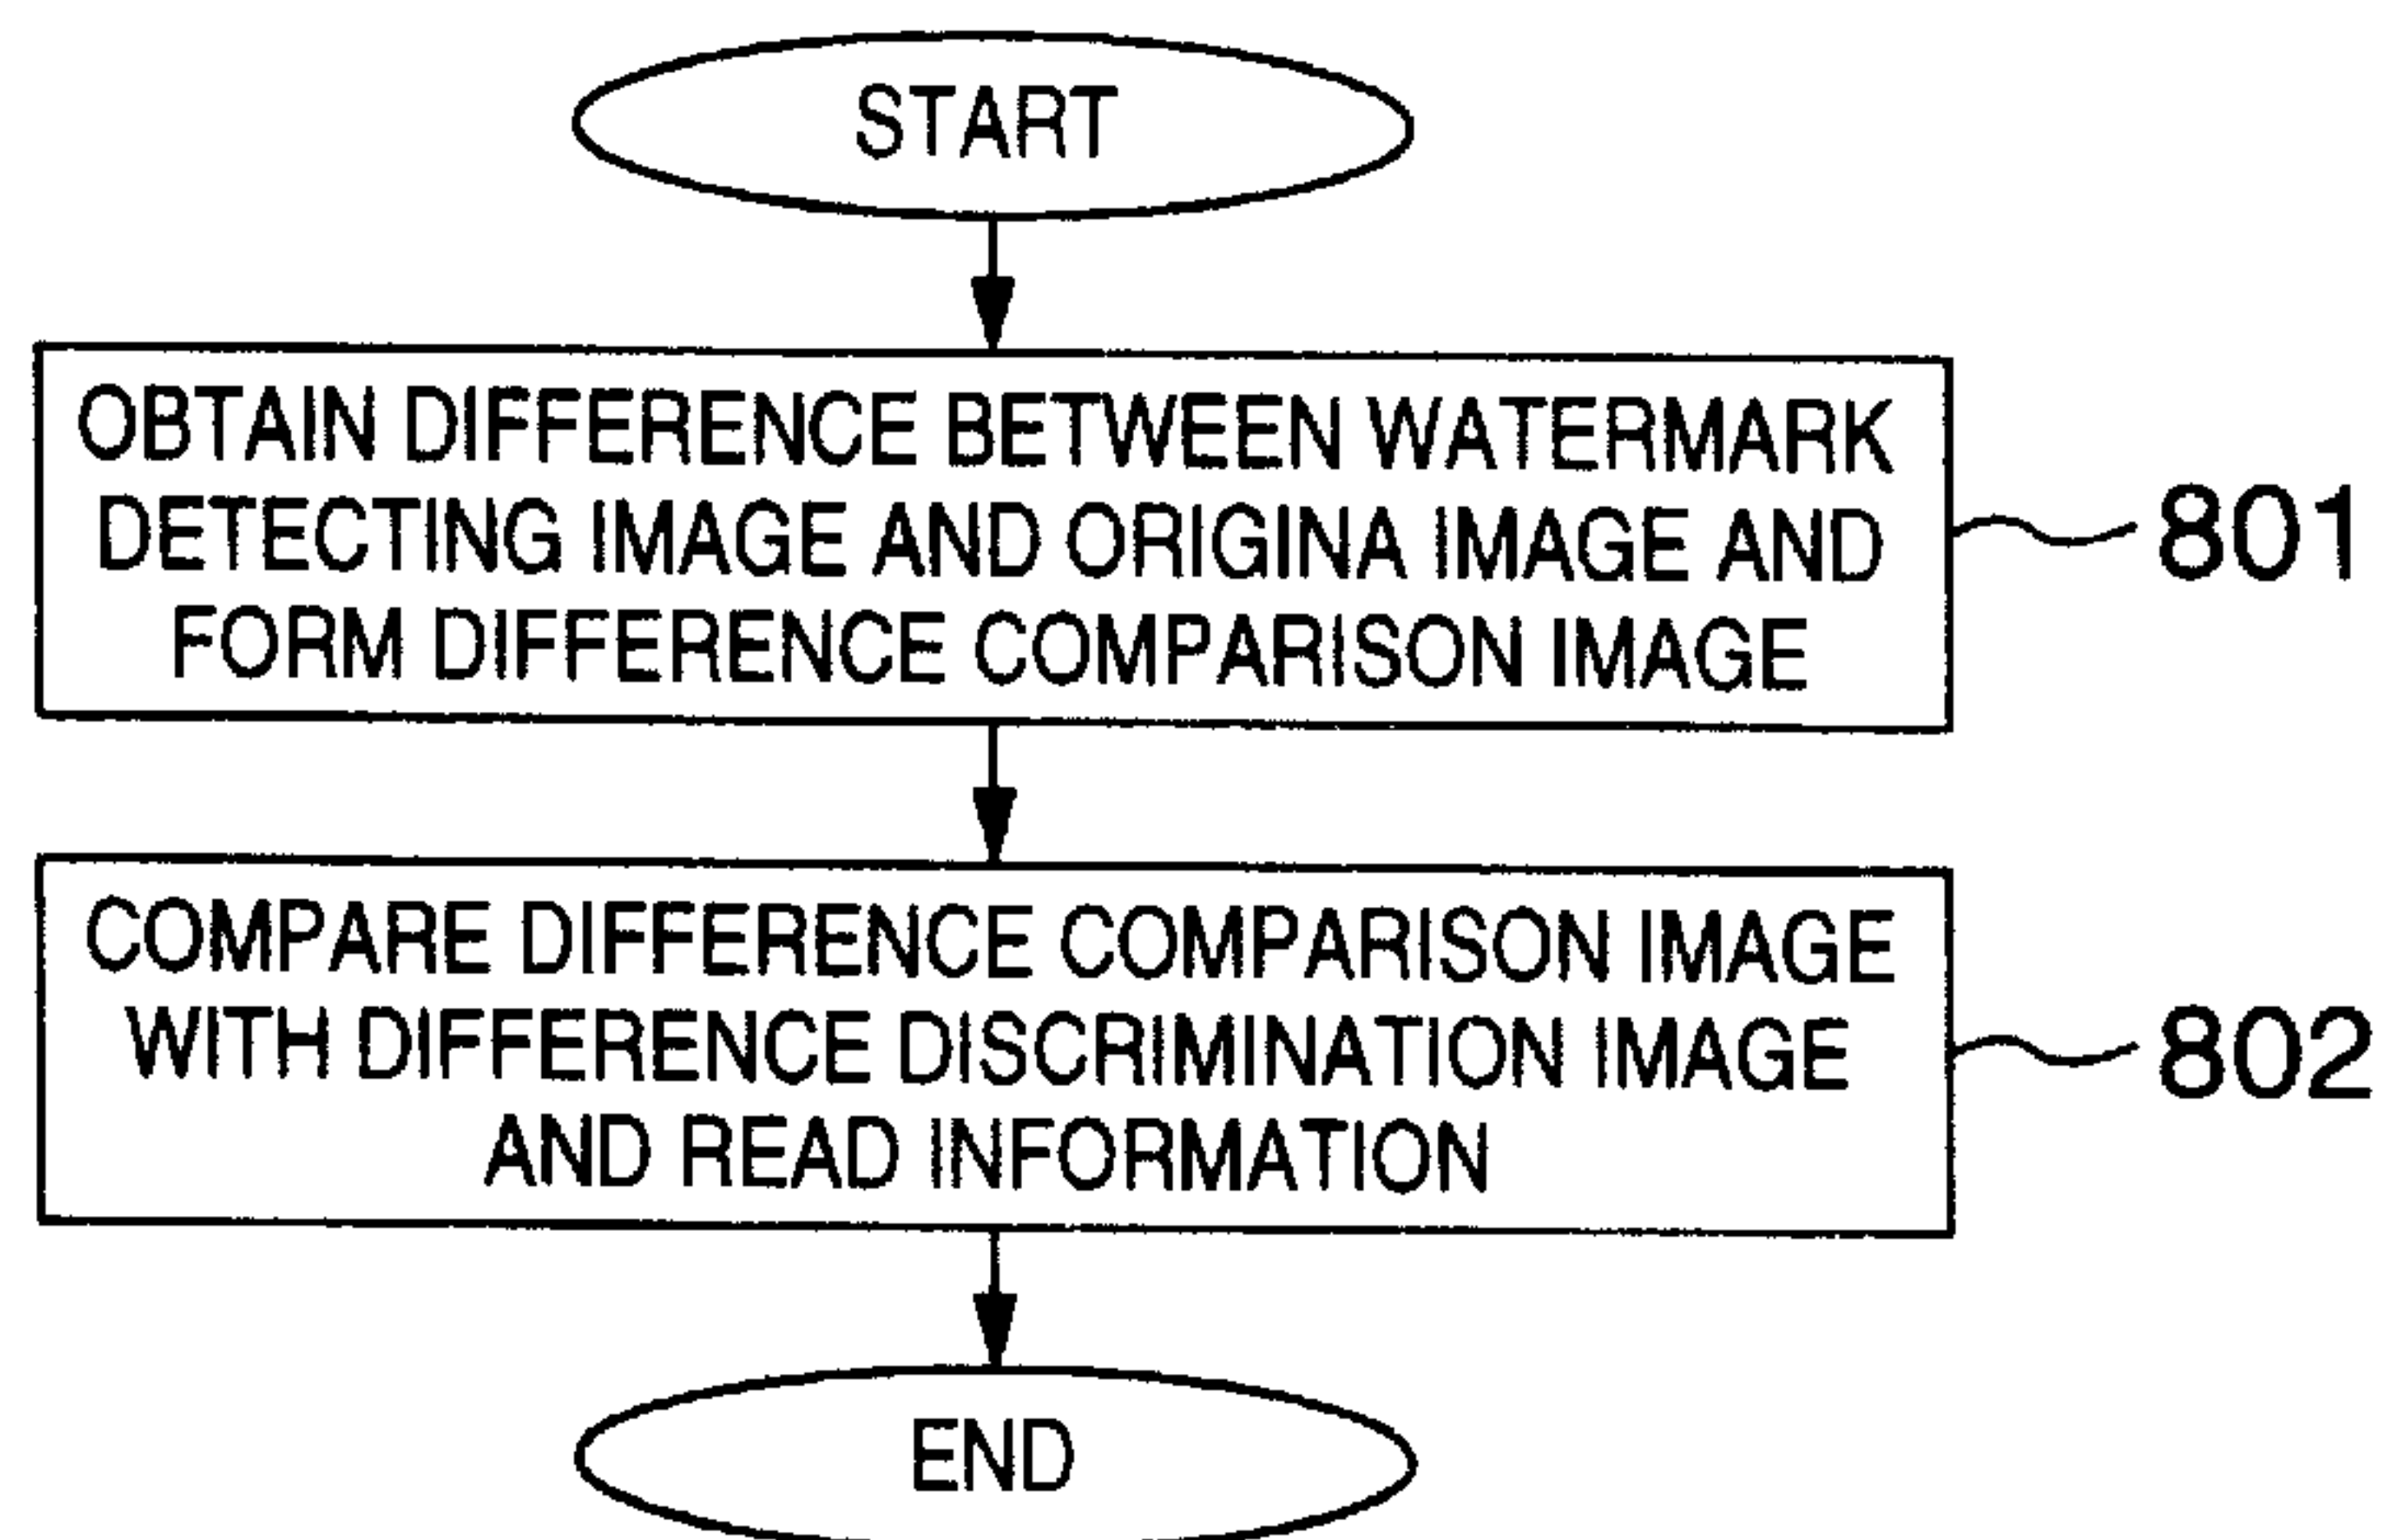 START
OBTAIN DIFFERENCE BETWEEN WATERMARK
DETECTING IMAGE AND ORIGINA IMAGE AND
FORM DIFFERENCE COMPARISON IMAGE
801
COMPARE DIFFERENCE COMPARISON IMAGE
WITH DIFFERENCE DISCRIMINATION IMAGE
AND READ INFORMATION
802
END